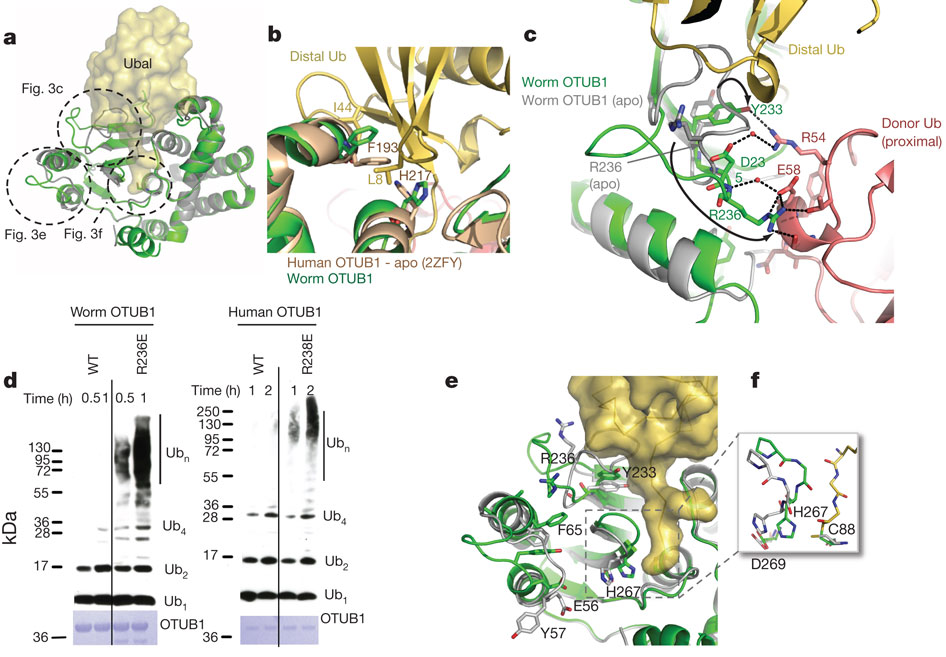 a
Ubal
Fig. 3c
Fig. 3e
Fig. 3f
b
Distal Ub
I44
F193
L8
H217
Human OTUB1 - apo (2ZFY)
Worm OTUB1
c
Distal Ub
Worm OTUB1
Worm OTUB1 (apo)
Y233
Donor Ub
(proximal)
R54
R236
(apo)
D23
5
E58
R236
d
Worm OTUB1
WT
R236E
Time (h)
0.5 1
0.5 1
130
95
72
55
36
28
17
36
kDa
Ubn
Ub4
Ub2
Ub1
OTUB1
Human OTUB1
WT
R238E
Time (h)
1 2
1 2
250
130
95
72
55
36
28
17
36
Ubn
Ub4
Ub2
Ub1
OTUB1
e
R236
Y233
F65
H267
E56
Y57
f
H267
C88
D269